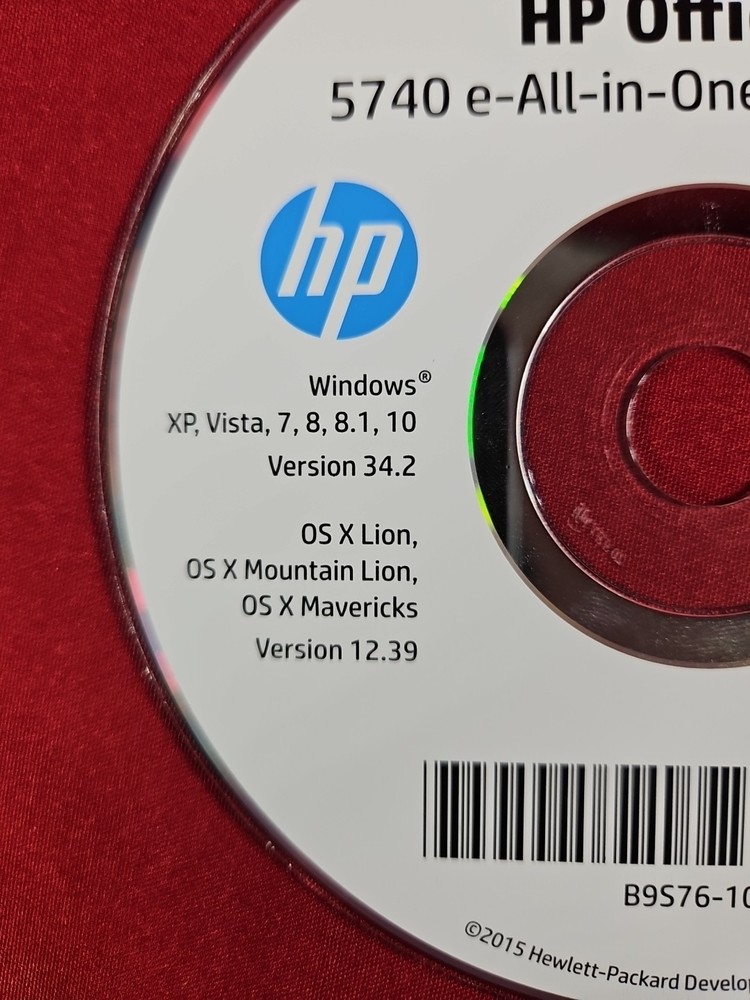 HP Offi
5740 e-All-in-One
hp
Windows®
XP, Vista, 7, 8, 8.1, 10
Version 34.2
OS X Lion,
OS X Mountain Lion,
OS X Mavericks
Version 12.39
B9S76-10
©2015 Hewlett-Packard Develo